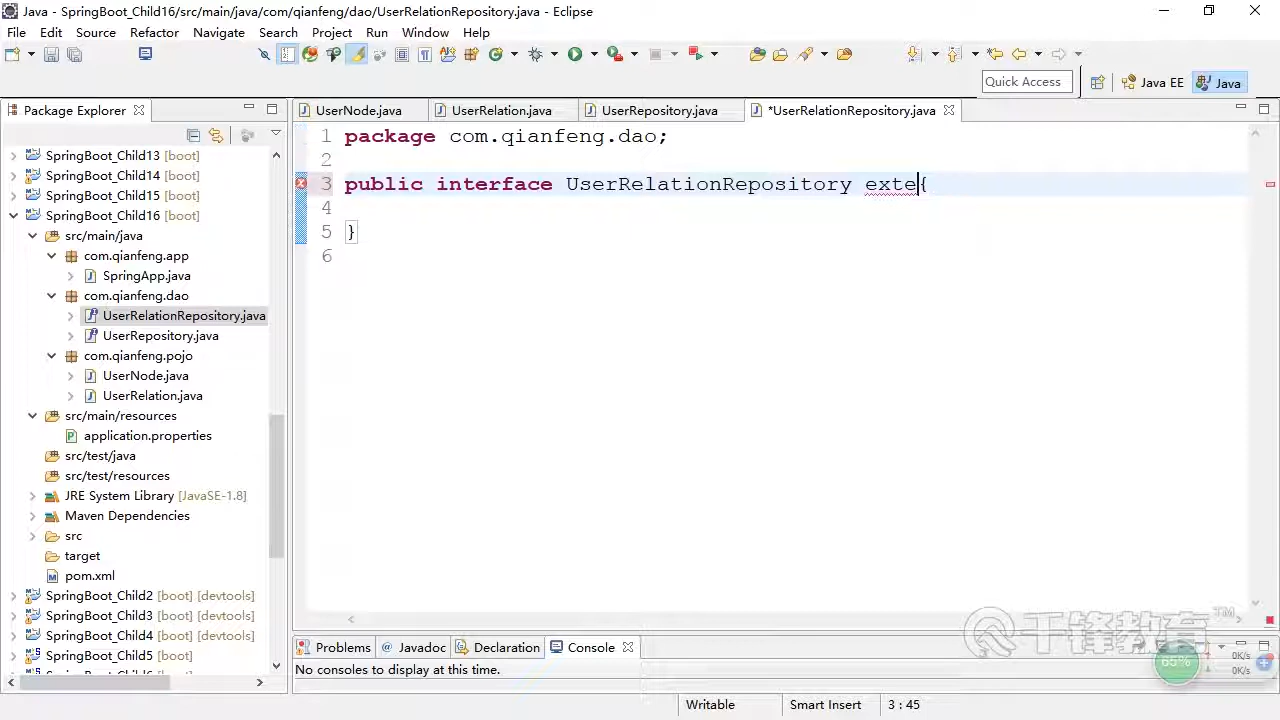 Java - SpringBoot_Child16/src/main/java/com/qianfeng/dao/UserRelationRepository.java - Eclipse
File Edit Source Refactor Navigate Search Project Run Window Help
Quick Access
Java EE
Java
Package Explorer
UserNode.java
UserRelation.java
UserRepository.java
*UserRelationRepository.java
SpringBoot_Child13 [boot]
SpringBoot_Child14 [boot]
SpringBoot_Child15 [boot]
SpringBoot_Child16 [boot]
src/main/java
com.qianfeng.app
SpringApp.java
com.qianfeng.dao
UserRelationRepository.java
UserRepository.java
com.qianfeng.pojo
UserNode.java
UserRelation.java
src/main/resources
application.properties
src/test/java
src/test/resources
JRE System Library [JavaSE-1.8]
Maven Dependencies
src
target
pom.xml
SpringBoot_Child2 [boot] [devtools]
SpringBoot_Child3 [boot] [devtools]
SpringBoot_Child4 [boot] [devtools]
SpringBoot_Child5 [boot]
1 package com.qianfeng.dao;
2
3 public interface UserRelationRepository exte{
4
5 }
6
千锋教育 TM
65%
0K/s
0K/s
Problems
@ Javadoc
Declaration
Console
No consoles to display at this time.
Writable
Smart Insert
3 : 45